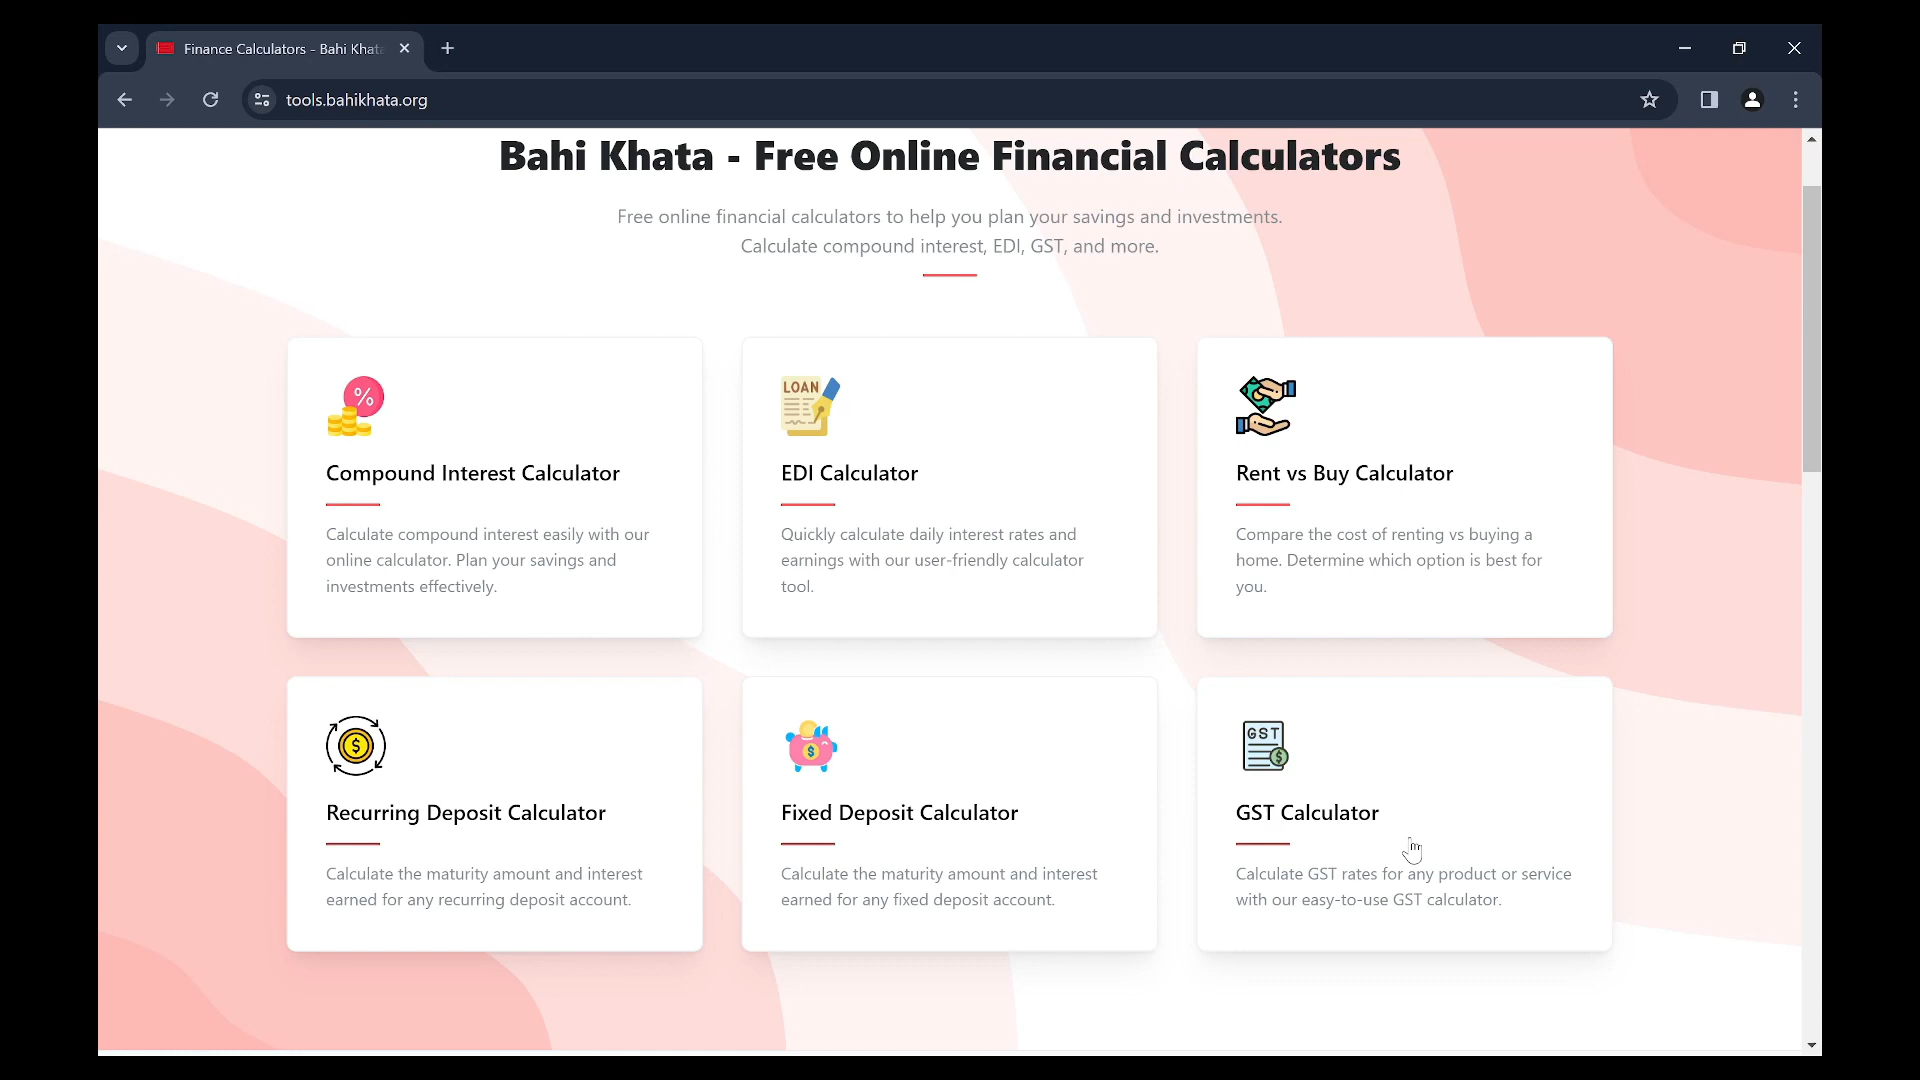 Finance Calculators - Bahi Khata
tools.bahikhata.org
Bahi Khata - Free Online Financial Calculators
Free online financial calculators to help you plan your savings and investments.
Calculate compound interest, EDI, GST, and more.
%
Compound Interest Calculator
Calculate compound interest easily with our
online calculator. Plan your savings and
investments effectively.
LOAN
EDI Calculator
Quickly calculate daily interest rates and
earnings with our user-friendly calculator
tool.
Rent vs Buy Calculator
Compare the cost of renting vs buying a
home. Determine which option is best for
you.
$
Recurring Deposit Calculator
Calculate the maturity amount and interest
earned for any recurring deposit account.
$
Fixed Deposit Calculator
Calculate the maturity amount and interest
earned for any fixed deposit account.
GST
$
GST Calculator
Calculate GST rates for any product or service
with our easy-to-use GST calculator.